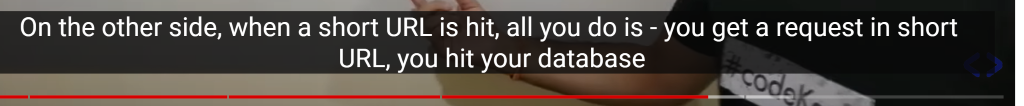 On the other side, when a short URL is hit, all you do is - you get a request in short
URL, you hit your database